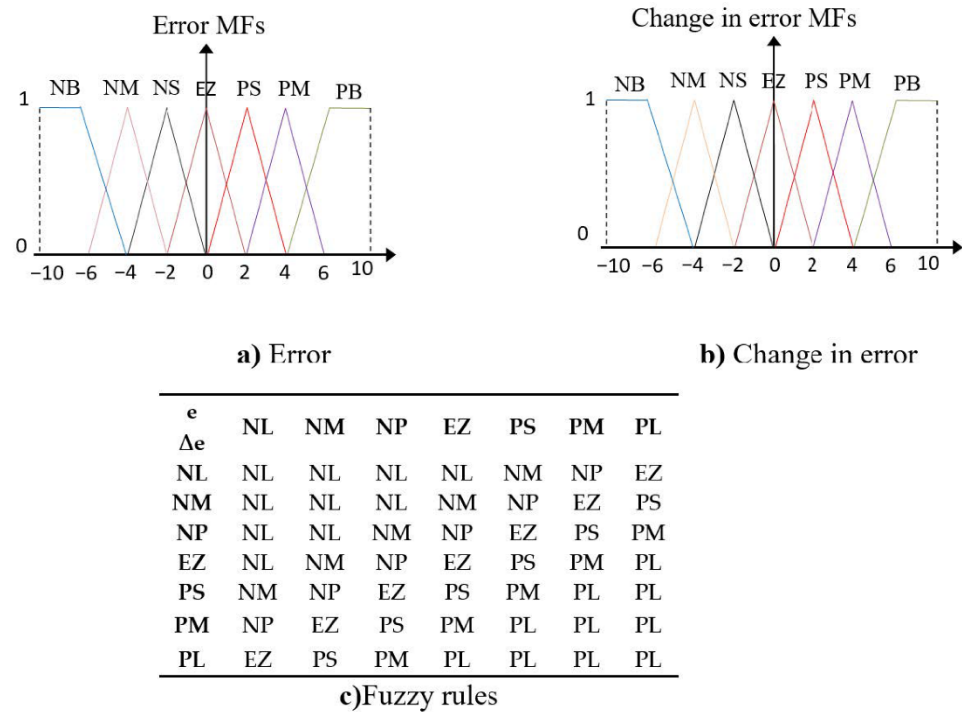 Error MFs
NB NM NS EZ PS PM PB
1
0
−10 −6 −4 −2 0 2 4 6 10
a) Error
Change in error MFs
NB NM NS EZ PS PM PB
1
0
−10 −6 −4 −2 0 2 4 6 10
b) Change in error
e
Δe
NL NM NP EZ PS PM PL
NL NL NL NL NL NM NP EZ
NM NL NL NL NM NP EZ PS
NP NL NL NM NP EZ PS PM
EZ NL NM NP EZ PS PM PL
PS NM NP EZ PS PM PL PL
PM NP EZ PS PM PL PL PL
PL EZ PS PM PL PL PL PL
c)Fuzzy rules